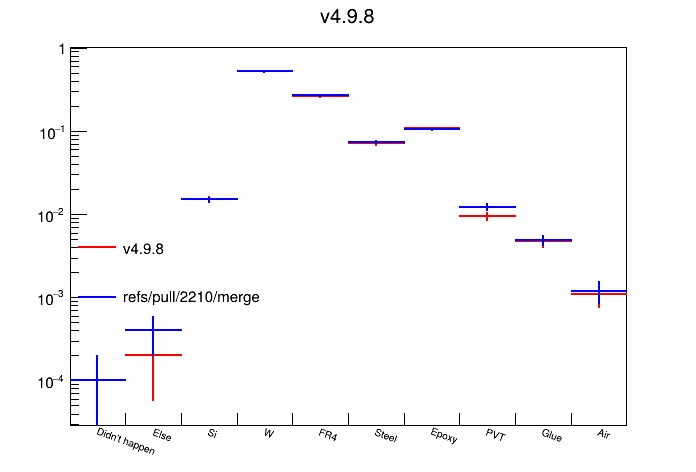 v4.9.8
1
10⁻¹
10⁻²
v4.9.8
10⁻³
refs/pull/2210/merge
10⁻⁴
Didn't happen Else Si W FR4 Steel Epoxy PVT Glue Air